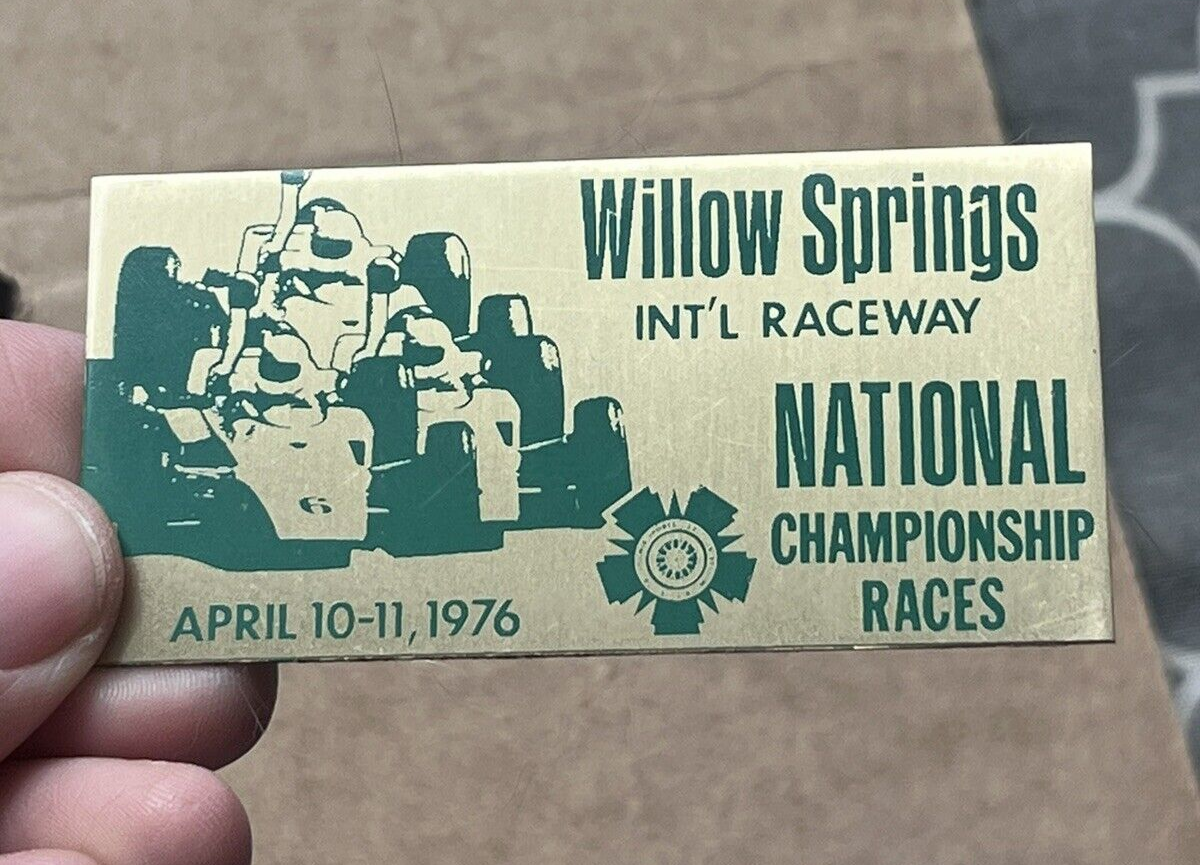 Willow Springs
INT'L RACEWAY
NATIONAL
CHAMPIONSHIP
RACES
6
APRIL 10-11, 1976